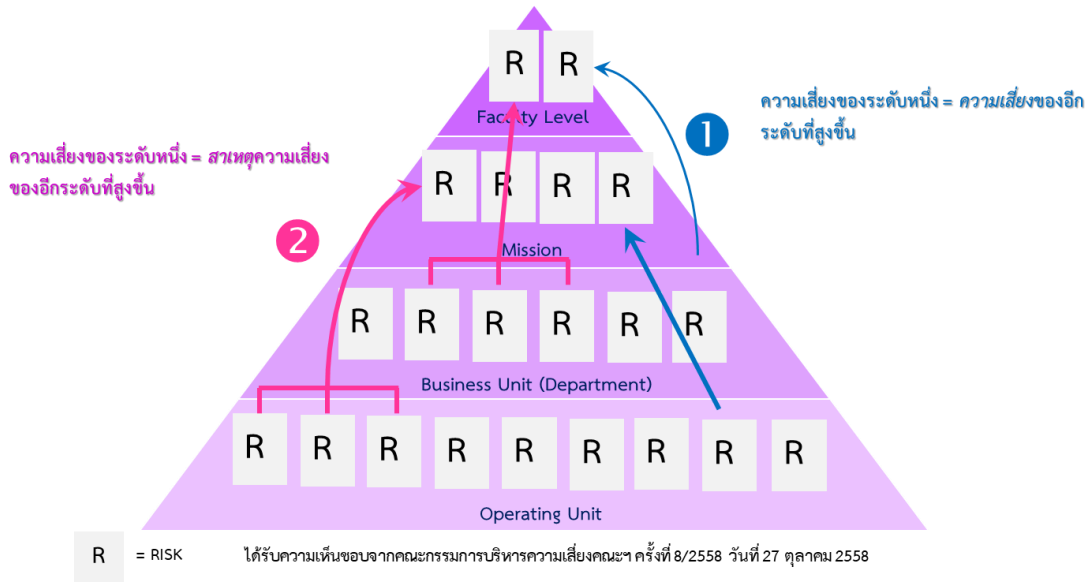 R R
Faculty Level
❶
ความเสี่ยงของระดับหนึ่ง = ความเสี่ยงของอีก
ระดับที่สูงขึ้น
ความเสี่ยงของระดับหนึ่ง = สาเหตุความเสี่ยง
ของอีกระดับที่สูงขึ้น
❷
R R R R
Mission
R R R R R R
Business Unit (Department)
R R R R R R R R R
Operating Unit
R = RISK
ได้รับความเห็นชอบจากคณะกรรมการบริหารความเสี่ยงคณะฯ ครั้งที่ 8/2558 วันที่ 27 ตุลาคม 2558